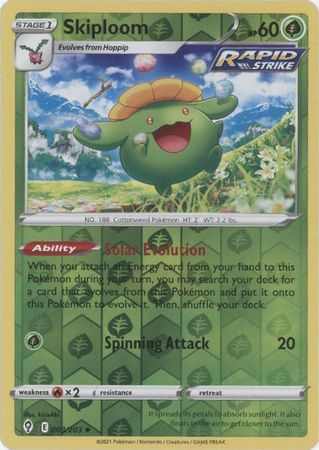 STAGE 1
Skiploom
HP 60
Evolves from Hoppip
RAPID
STRIKE
NO. 188 Cottonweed Pokémon HT: 2' WT: 2.2 lbs.
Ability Solar Evolution
When you attach an Energy card from your hand to this
Pokémon during your turn, you may search your deck for
a card that evolves from this Pokémon and put it onto
this Pokémon to evolve it. Then, shuffle your deck.
Spinning Attack 20
weakness ×2 resistance retreat
Illus. kirisAki
E 003/203
It spreads its petals to absorb sunlight. It also
floats in the air to get closer to the sun.
©2021 Pokémon / Nintendo / Creatures / GAME FREAK